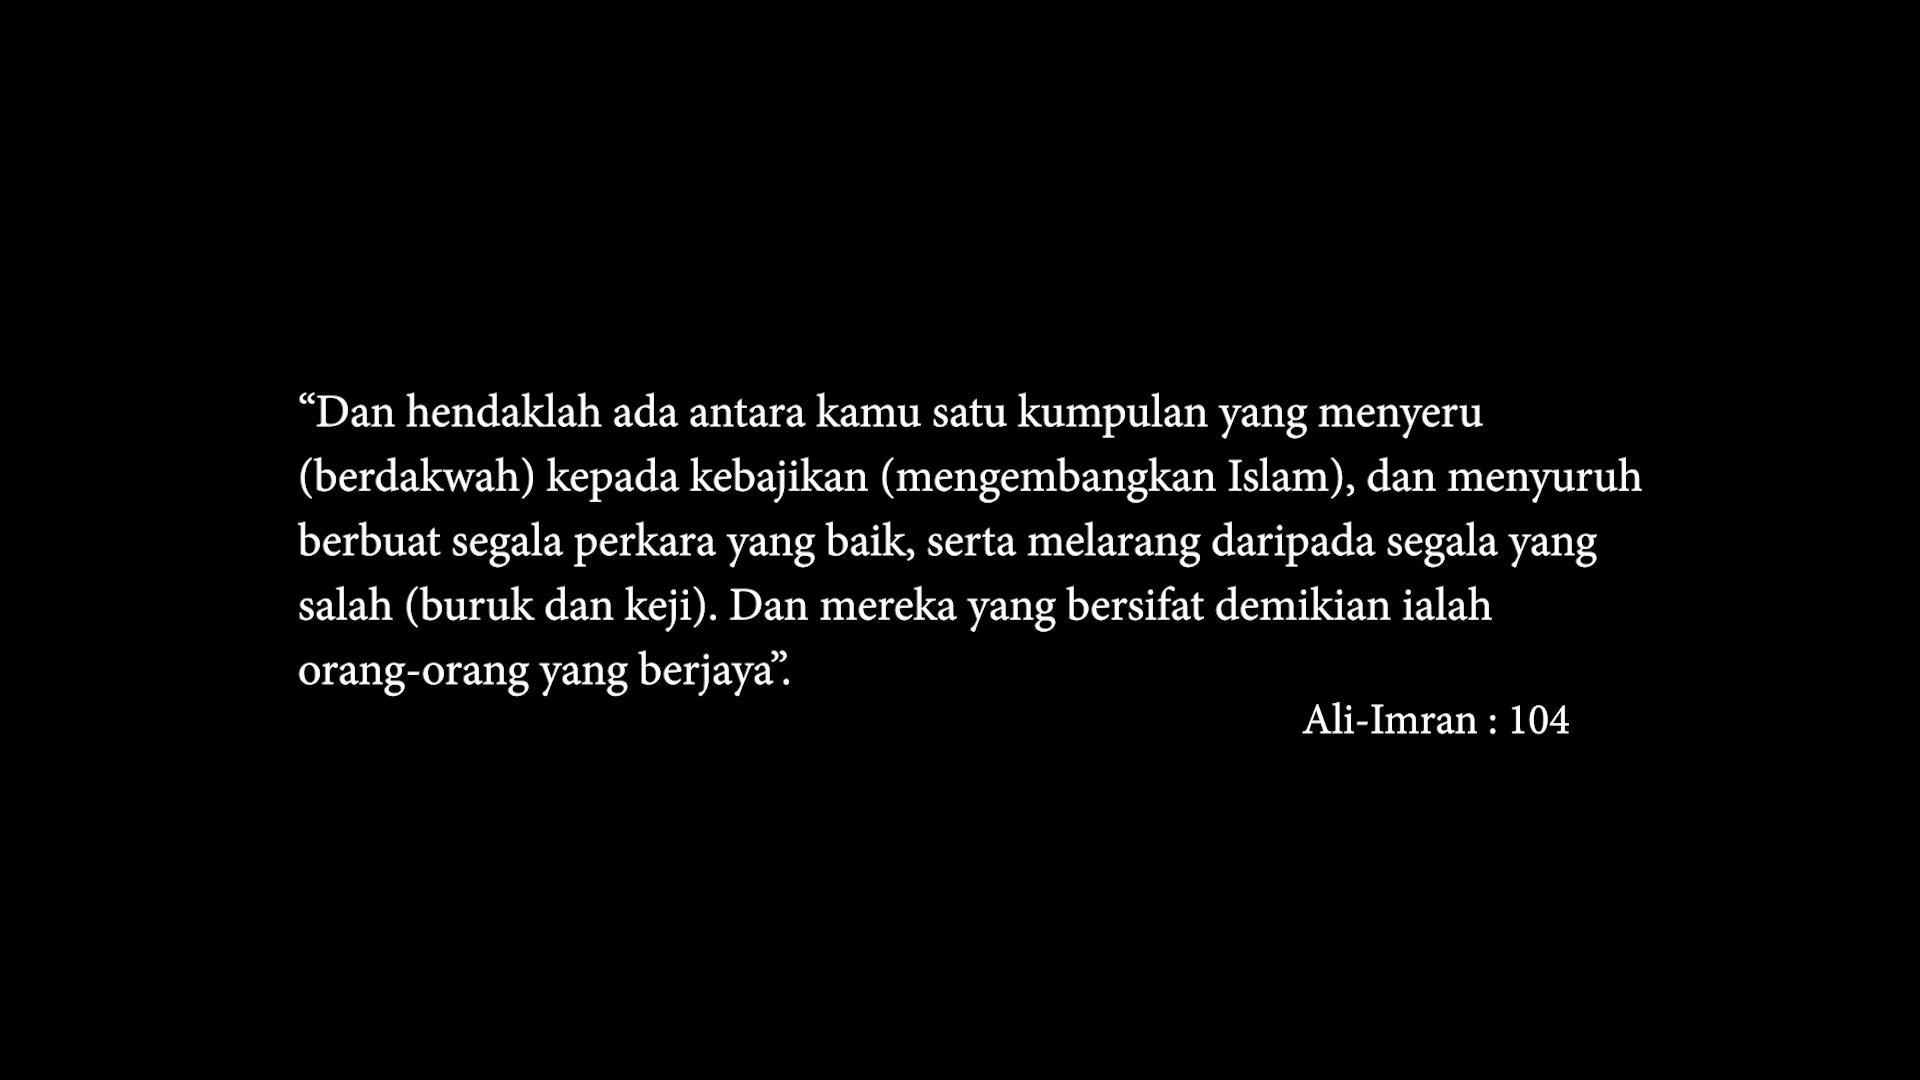 “Dan hendaklah ada antara kamu satu kumpulan yang menyeru
(berdakwah) kepada kebajikan (mengembangkan Islam), dan menyuruh
berbuat segala perkara yang baik, serta melarang daripada segala yang
salah (buruk dan keji). Dan mereka yang bersifat demikian ialah
orang-orang yang berjaya”.
Ali-Imran : 104